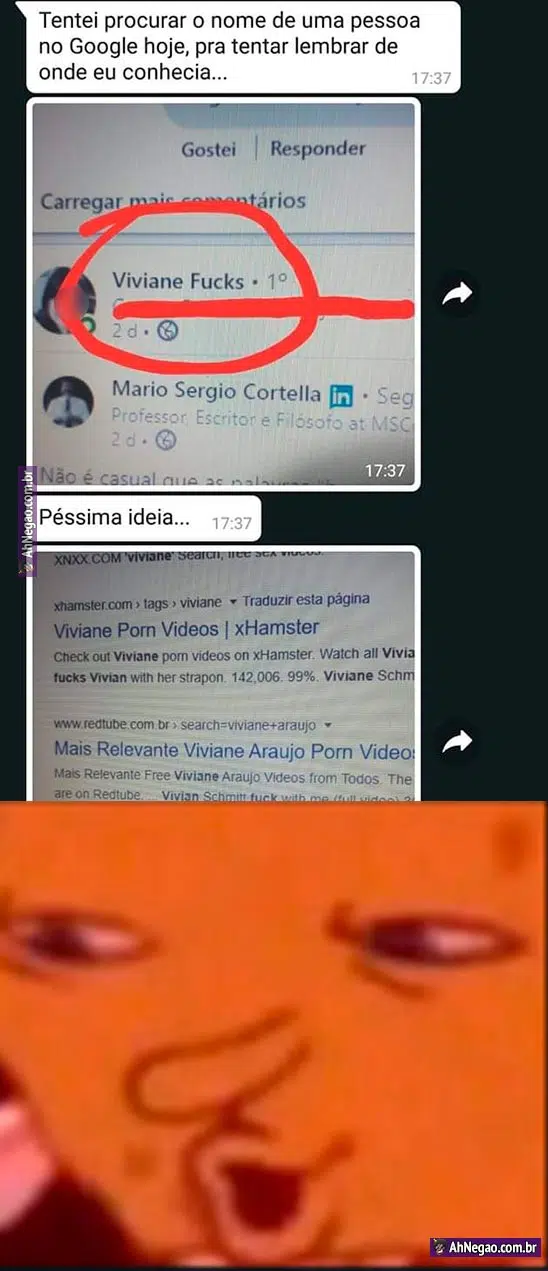 Tentei procurar o nome de uma pessoa
no Google hoje, pra tentar lembrar de
onde eu conhecia...
17:37
Gostei | Responder
Carregar mais comentários
Viviane Fucks • 1º
2 d •
Mario Sergio Cortella in • Seg
Professor, Escritor e Filósofo at MSC
2 d •
Não é casual que as
17:37
AhNegao.com.br
Péssima ideia...
17:37
XNXX.COM 'viviane' Search, free sex videos
xhamster.com › tags › viviane ▾ Traduzir esta página
Viviane Porn Videos | xHamster
Check out Viviane porn videos on xHamster. Watch all Vivia
fucks Vivian with her strapon. 142,006. 99%. Viviane Schm
www.redtube.com.br › search=viviane+araujo ▾
Mais Relevante Viviane Araujo Porn Video
Mais Relevante Free Viviane Araujo Videos from Todos. The
are on Redtube. ... Vivian Schmitt fuck with me (full video)
AhNegao.com.br